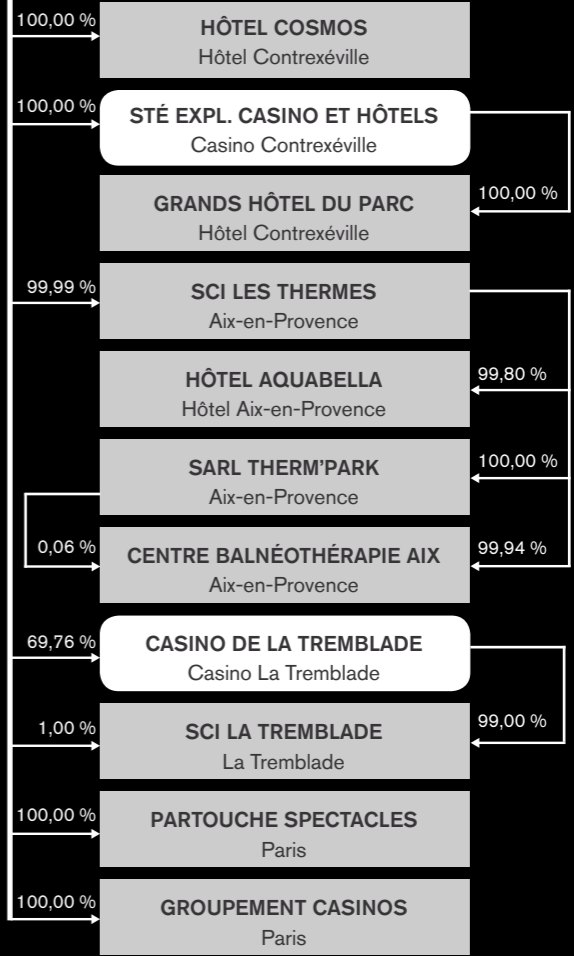 100,00 %
HÔTEL COSMOS
Hôtel Contrexéville
100,00 %
STÉ EXPL. CASINO ET HÔTELS
Casino Contrexéville
GRANDS HÔTEL DU PARC
Hôtel Contrexéville
100,00 %
99,99 %
SCI LES THERMES
Aix-en-Provence
HÔTEL AQUABELLA
Hôtel Aix-en-Provence
99,80 %
SARL THERM'PARK
Aix-en-Provence
100,00 %
0,06 %
CENTRE BALNÉOTHÉRAPIE AIX
Aix-en-Provence
99,94 %
69,76 %
CASINO DE LA TREMBLADE
Casino La Tremblade
1,00 %
SCI LA TREMBLADE
La Tremblade
99,00 %
100,00 %
PARTOUCHE SPECTACLES
Paris
100,00 %
GROUPEMENT CASINOS
Paris